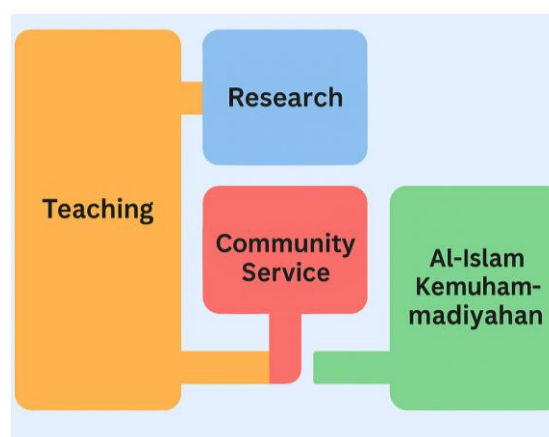 Teaching
Research
Community
Service
Al-Islam
Kemuham-
madiyahan